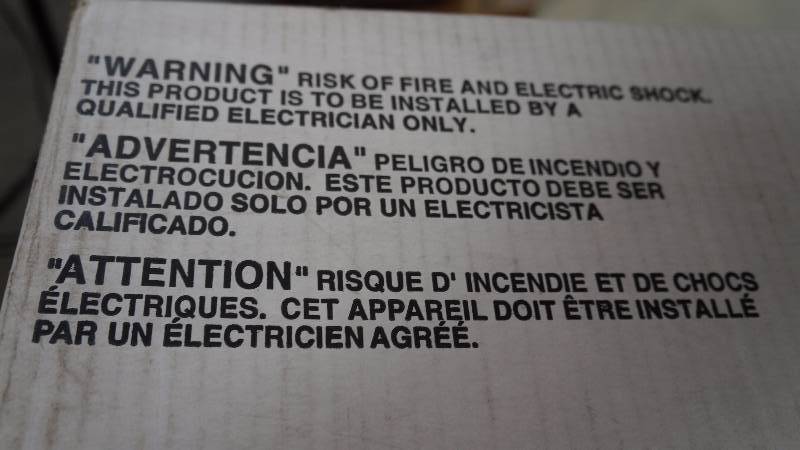 "WARNING" RISK OF FIRE AND ELECTRIC SHOCK.
THIS PRODUCT IS TO BE INSTALLED BY A
QUALIFIED ELECTRICIAN ONLY.
"ADVERTENCIA" PELIGRO DE INCENDIO Y
ELECTROCUCION. ESTE PRODUCTO DEBE SER
INSTALADO SOLO POR UN ELECTRICISTA
CALIFICADO.
"ATTENTION" RISQUE D' INCENDIE ET DE CHOCS
ÉLECTRIQUES. CET APPAREIL DOIT ÊTRE INSTALLÉ
PAR UN ÉLECTRICIEN AGRÉÉ.